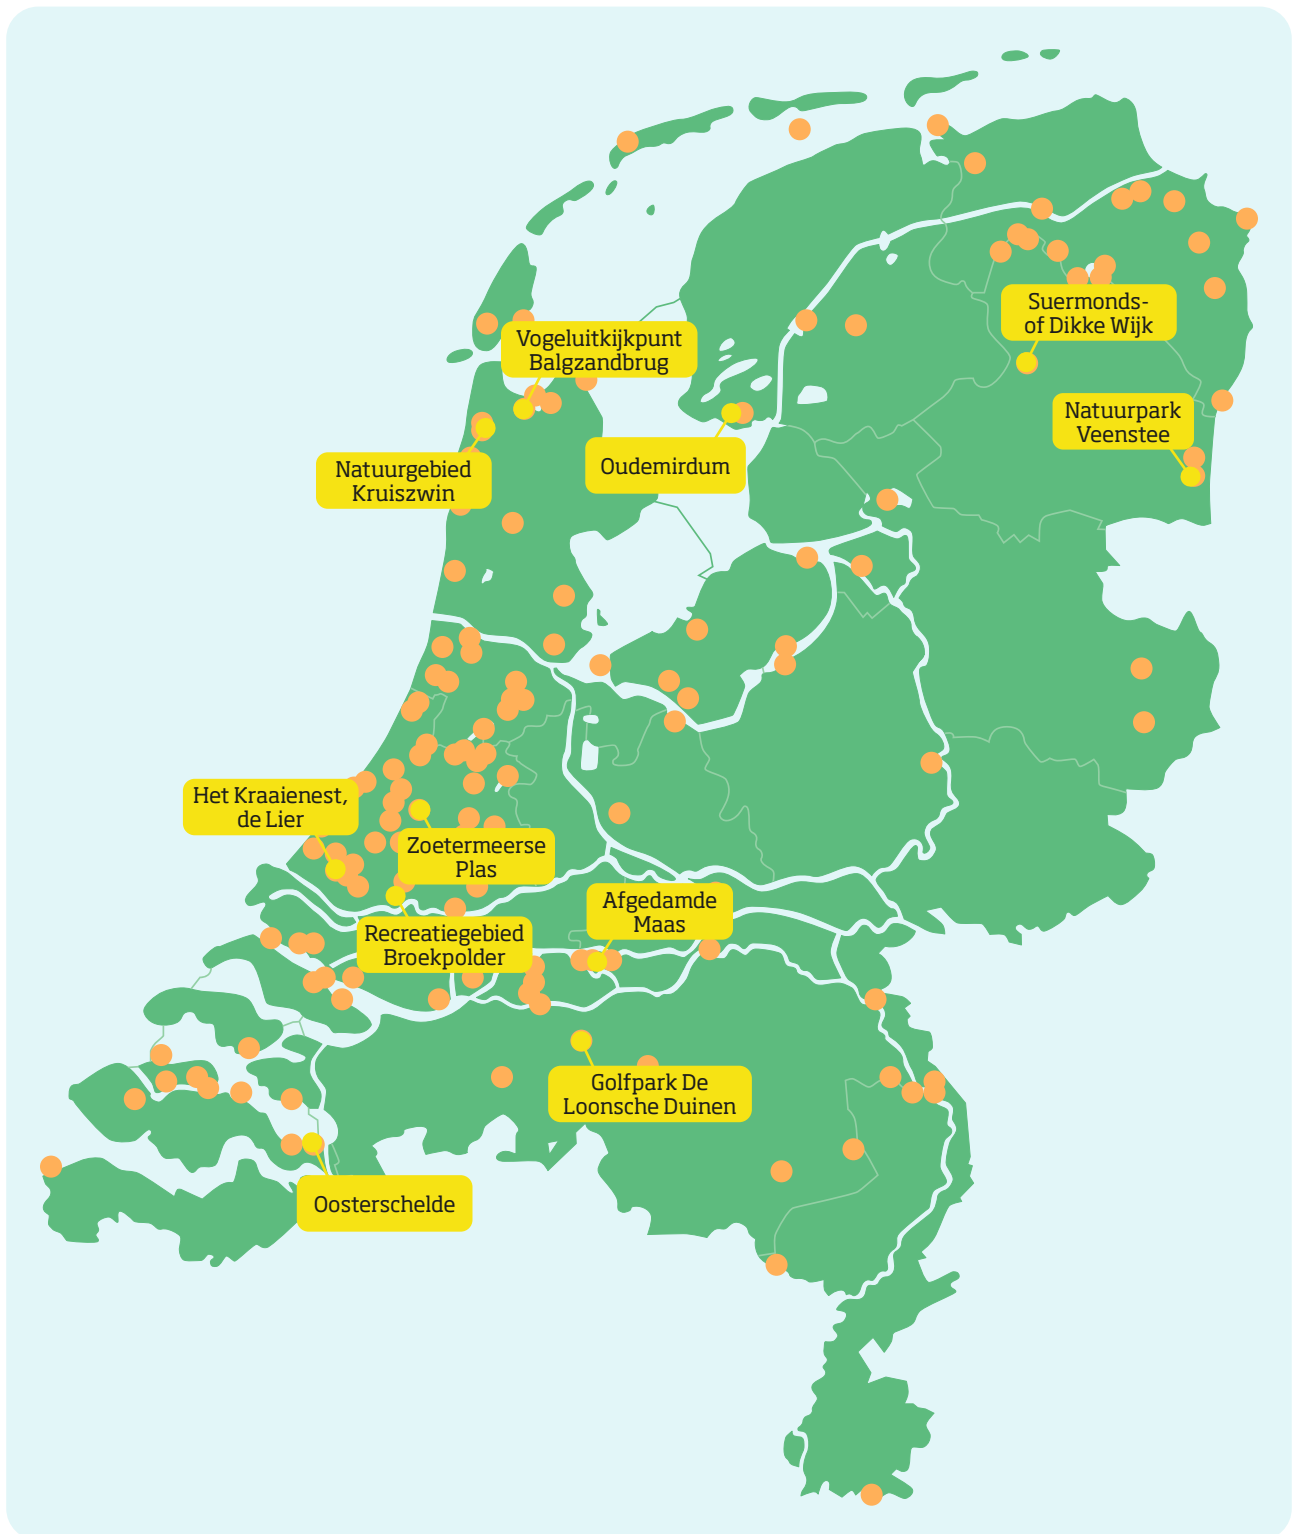 Suermonds-
of Dikke Wijk
Vogeluitkijkpunt
Balgzandbrug
Natuurpark
Veenstee
Oudemirdum
Natuurgebied
Kruiszwin
Het Kraaienest,
de Lier
Zoetermeerse
Plas
Afgedamde
Maas
Recreatiegebied
Broekpolder
Golfpark De
Loonsche Duinen
Oosterschelde